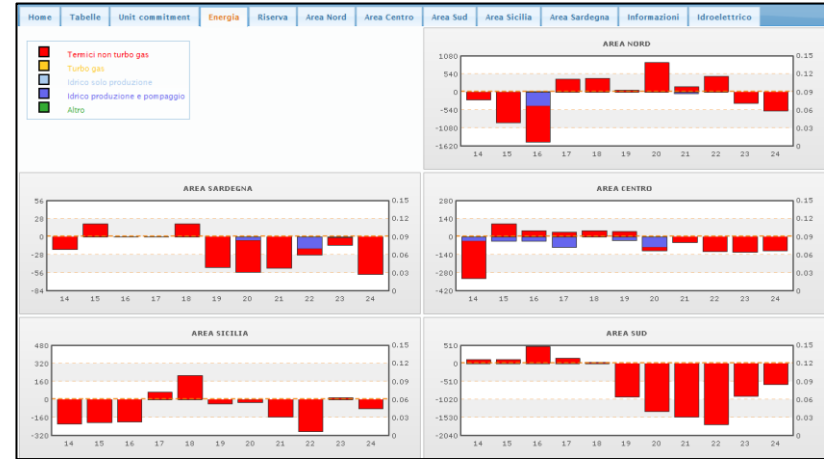 Home Tabelle Unit commitment Energia Riserva Area Nord Area Centro Area Sud Area Sicilia Area Sardegna Informazioni Idroelettrico
Termici non turbo gas
Turbo gas
Idrico solo produzione
Idrico produzione e pompaggio
Altro
AREA NORD
1080 0.15
540 0.12
0 0.09
-540 0.06
-1080 0.03
-1620 0
14 15 16 17 18 19 20 21 22 23 24
AREA SARDEGNA
56 0.15
28 0.12
0 0.09
-28 0.06
-56 0.03
-84 0
14 15 16 17 18 19 20 21 22 23 24
AREA CENTRO
280 0.15
140 0.12
0 0.09
-140 0.06
-280 0.03
-420 0
14 15 16 17 18 19 20 21 22 23 24
AREA SICILIA
480 0.15
320 0.12
160 0.09
0 0.06
-160 0.03
-320 0
14 15 16 17 18 19 20 21 22 23 24
AREA SUD
510 0.15
0 0.12
-510 0.09
-1020 0.06
-1530 0.03
-2040 0
14 15 16 17 18 19 20 21 22 23 24